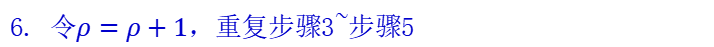 6. 令ρ = ρ + 1，重复步骤3~步骤5